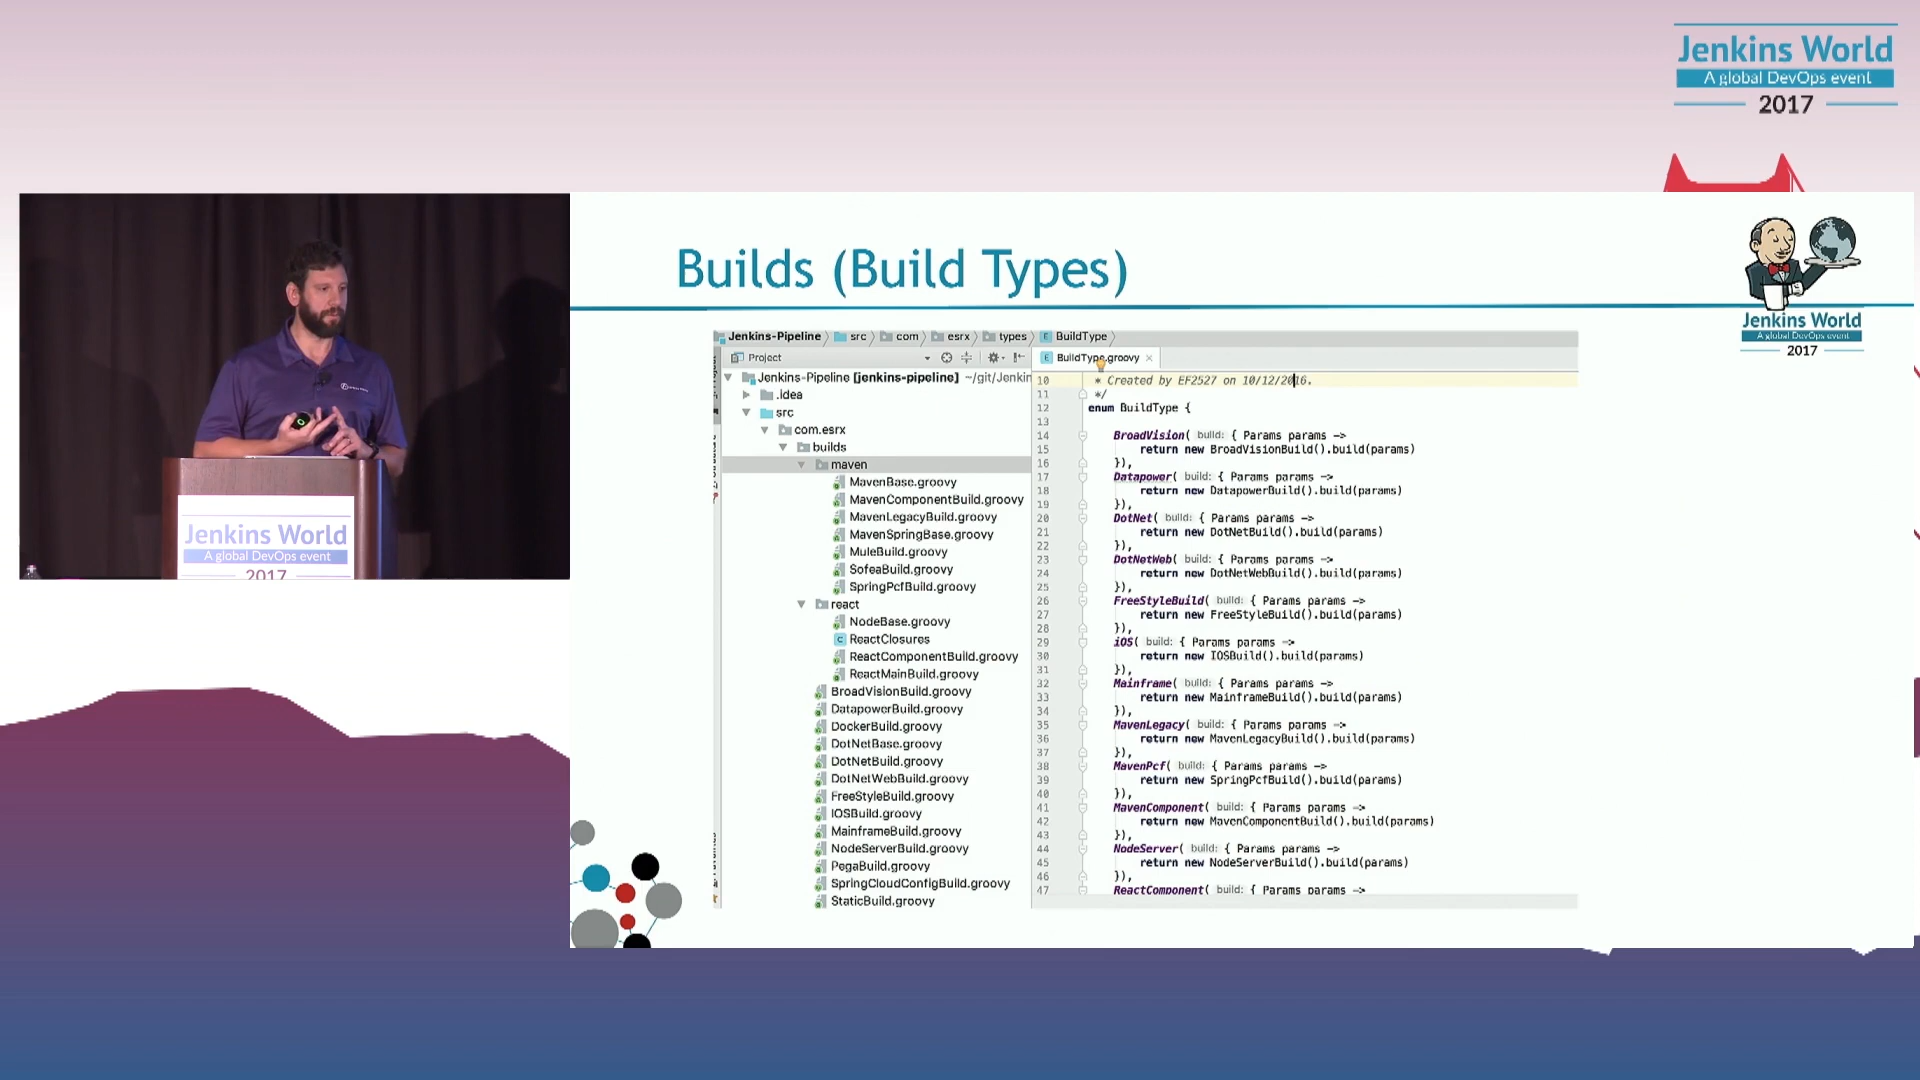 Jenkins World
A global DevOps event
2017
Jenkins World
A global DevOps event
2017
Builds (Build Types)
Jenkins World
A global DevOps event
2017
Jenkins-Pipeline src com esrx types BuildType
Project
Jenkins-Pipeline [jenkins-pipeline] ~/git/Jenkin
.idea
src
com.esrx
builds
maven
MavenBase.groovy
MavenComponentBuild.groovy
MavenLegacyBuild.groovy
MavenSpringBase.groovy
MuleBuild.groovy
SofeaBuild.groovy
SpringPcfBuild.groovy
react
NodeBase.groovy
ReactClosures
ReactComponentBuild.groovy
ReactMainBuild.groovy
BroadVisionBuild.groovy
DatapowerBuild.groovy
DockerBuild.groovy
DotNetBase.groovy
DotNetBuild.groovy
DotNetWebBuild.groovy
FreeStyleBuild.groovy
IOSBuild.groovy
MainframeBuild.groovy
NodeServerBuild.groovy
PegaBuild.groovy
SpringCloudConfigBuild.groovy
StaticBuild.groovy
BuildType.groovy
10 * Created by EF2527 on 10/12/2016.
11 */
12 enum BuildType {
13
14 BroadVision( build: { Params params ->
15 return new BroadVisionBuild().build(params)
16 }),
17 Datapower( build: { Params params ->
18 return new DatapowerBuild().build(params)
19 }),
20 DotNet( build: { Params params ->
21 return new DotNetBuild().build(params)
22 }),
23 DotNetWeb( build: { Params params ->
24 return new DotNetWebBuild().build(params)
25 }),
26 FreeStyleBuild( build: { Params params ->
27 return new FreeStyleBuild().build(params)
28 }),
29 iOS( build: { Params params ->
30 return new IOSBuild().build(params)
31 }),
32 Mainframe( build: { Params params ->
33 return new MainframeBuild().build(params)
34 }),
35 MavenLegacy( build: { Params params ->
36 return new MavenLegacyBuild().build(params)
37 }),
38 MavenPcf( build: { Params params ->
39 return new SpringPcfBuild().build(params)
40 }),
41 MavenComponent( build: { Params params ->
42 return new MavenComponentBuild().build(params)
43 }),
44 NodeServer( build: { Params params ->
45 return new NodeServerBuild().build(params)
46 }),
47 ReactComponent( build: { Params params ->